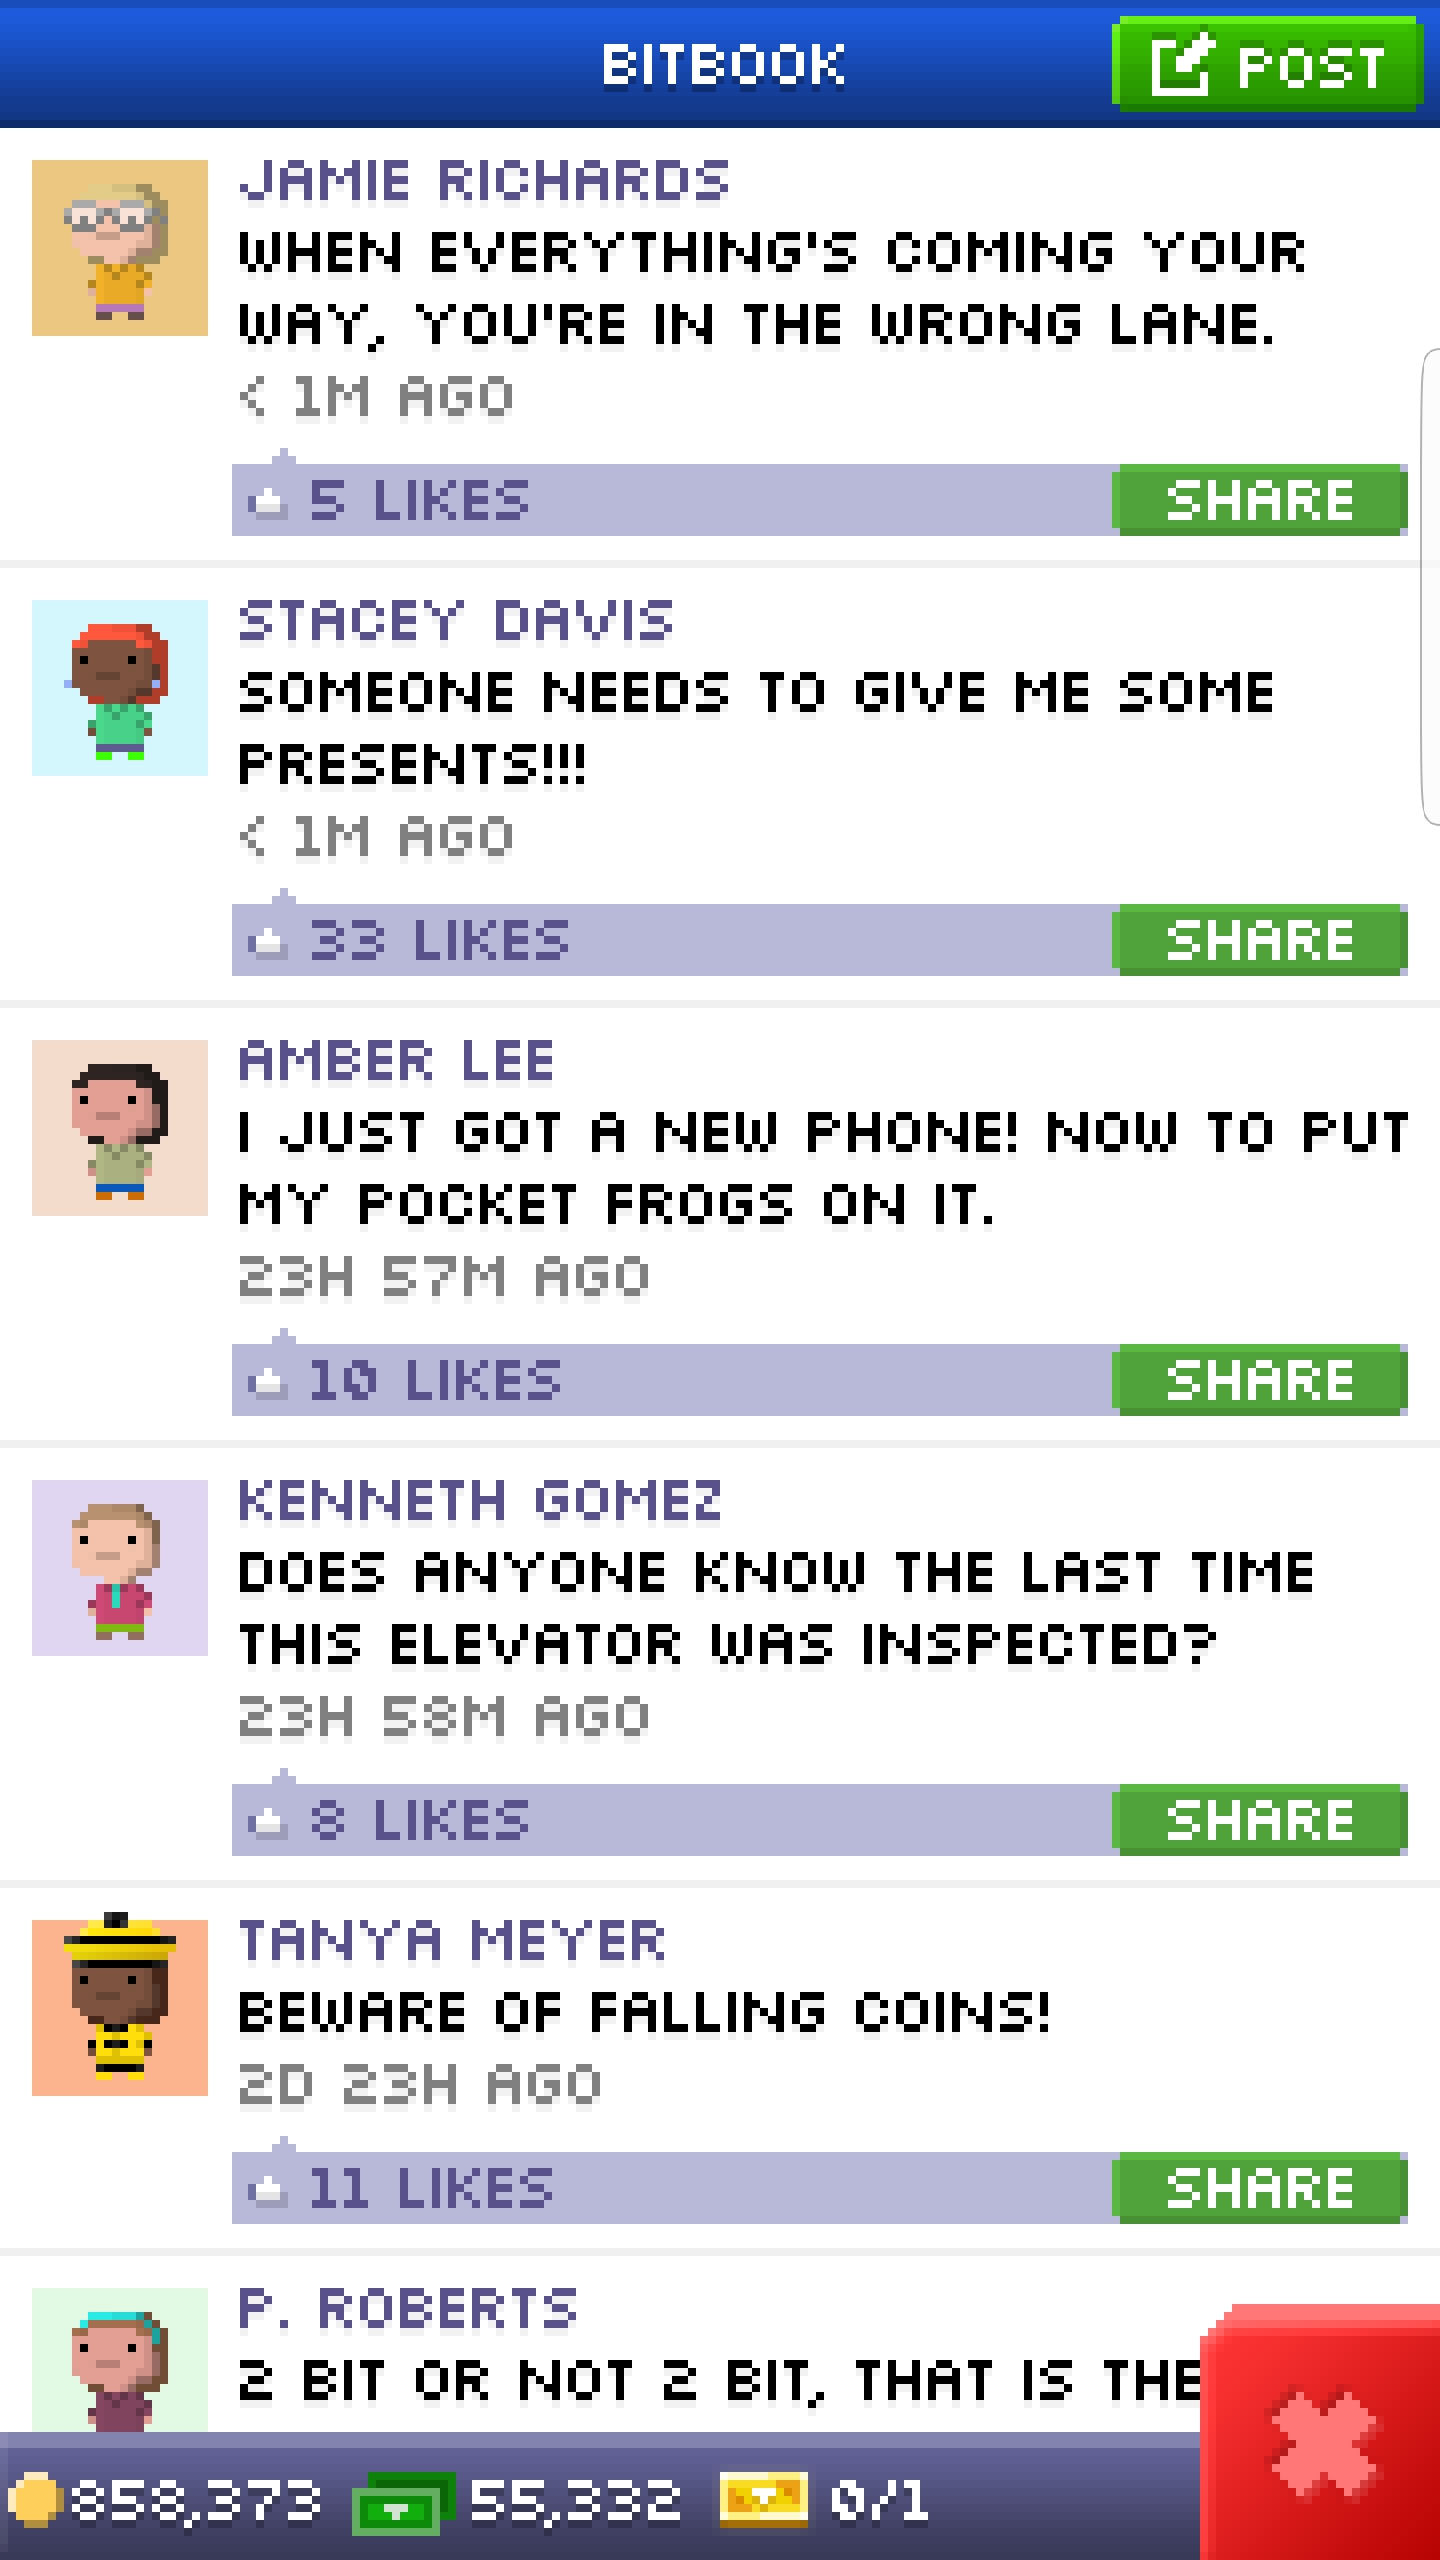 BITBOOK
POST
JAMIE RICHARDS
WHEN EVERYTHING'S COMING YOUR
WAY, YOU'RE IN THE WRONG LANE.
< 1M AGO
5 LIKES
SHARE
STACEY DAVIS
SOMEONE NEEDS TO GIVE ME SOME
PRESENTS!!!
< 1M AGO
33 LIKES
SHARE
AMBER LEE
I JUST GOT A NEW PHONE! NOW TO PUT
MY POCKET FROGS ON IT.
23H 57M AGO
10 LIKES
SHARE
KENNETH GOMEZ
DOES ANYONE KNOW THE LAST TIME
THIS ELEVATOR WAS INSPECTED?
23H 58M AGO
8 LIKES
SHARE
TANYA MEYER
BEWARE OF FALLING COINS!
2D 23H AGO
11 LIKES
SHARE
P. ROBERTS
2 BIT OR NOT 2 BIT, THAT IS THE
858,373
55,332
0/1